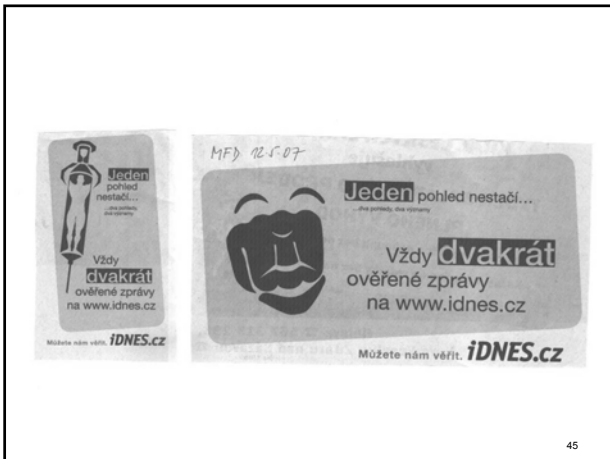 Jeden
pohled
nestačí...
...dva pohledy,
dva významy
Vždy
dvakrát
ověřené zprávy
na www.idnes.cz
Můžete nám věřit. iDNES.cz
MFD 12.5.07
Jeden pohled nestačí...
...dva pohledy, dva významy
Vždy dvakrát
ověřené zprávy
na www.idnes.cz
Můžete nám věřit. iDNES.cz
45